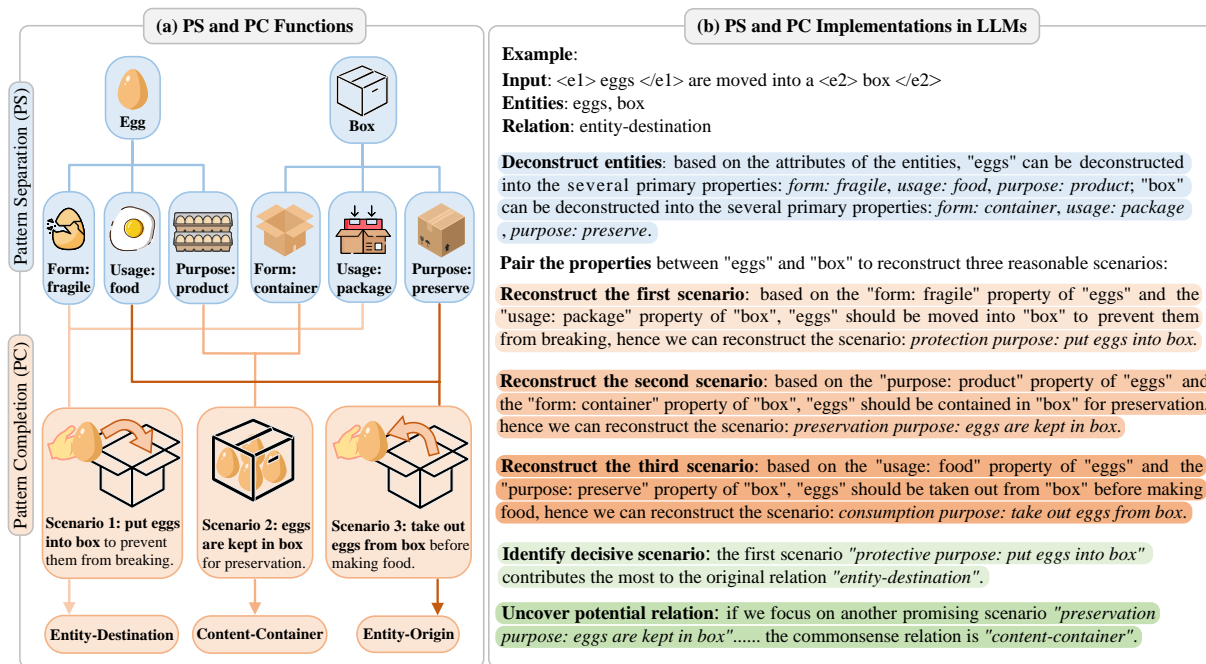 (a) PS and PC Functions
Pattern Separation (PS)
Egg
Box
Form:
fragile
Usage:
food
Purpose:
product
Form:
container
Usage:
package
Purpose:
preserve
Pattern Completion (PC)
Scenario 1: put eggs
into box to prevent
them from breaking.
Scenario 2: eggs
are kept in box
for preservation.
Scenario 3: take out
eggs from box before
making food.
Entity-Destination
Content-Container
Entity-Origin
(b) PS and PC Implementations in LLMs
Example:
Input: <e1> eggs </e1> are moved into a <e2> box </e2>
Entities: eggs, box
Relation: entity-destination
Deconstruct entities: based on the attributes of the entities, "eggs" can be deconstructed
into the several primary properties: form: fragile, usage: food, purpose: product; "box"
can be deconstructed into the several primary properties: form: container, usage: package
, purpose: preserve.
Pair the properties between "eggs" and "box" to reconstruct three reasonable scenarios:
Reconstruct the first scenario: based on the "form: fragile" property of "eggs" and the
"usage: package" property of "box", "eggs" should be moved into "box" to prevent them
from breaking, hence we can reconstruct the scenario: protection purpose: put eggs into box.
Reconstruct the second scenario: based on the "purpose: product" property of "eggs" and
the "form: container" property of "box", "eggs" should be contained in "box" for preservation,
hence we can reconstruct the scenario: preservation purpose: eggs are kept in box.
Reconstruct the third scenario: based on the "usage: food" property of "eggs" and the
"purpose: preserve" property of "box", "eggs" should be taken out from "box" before making
food, hence we can reconstruct the scenario: consumption purpose: take out eggs from box.
Identify decisive scenario: the first scenario "protective purpose: put eggs into box"
contributes the most to the original relation "entity-destination".
Uncover potential relation: if we focus on another promising scenario "preservation
purpose: eggs are kept in box"...... the commonsense relation is "content-container".